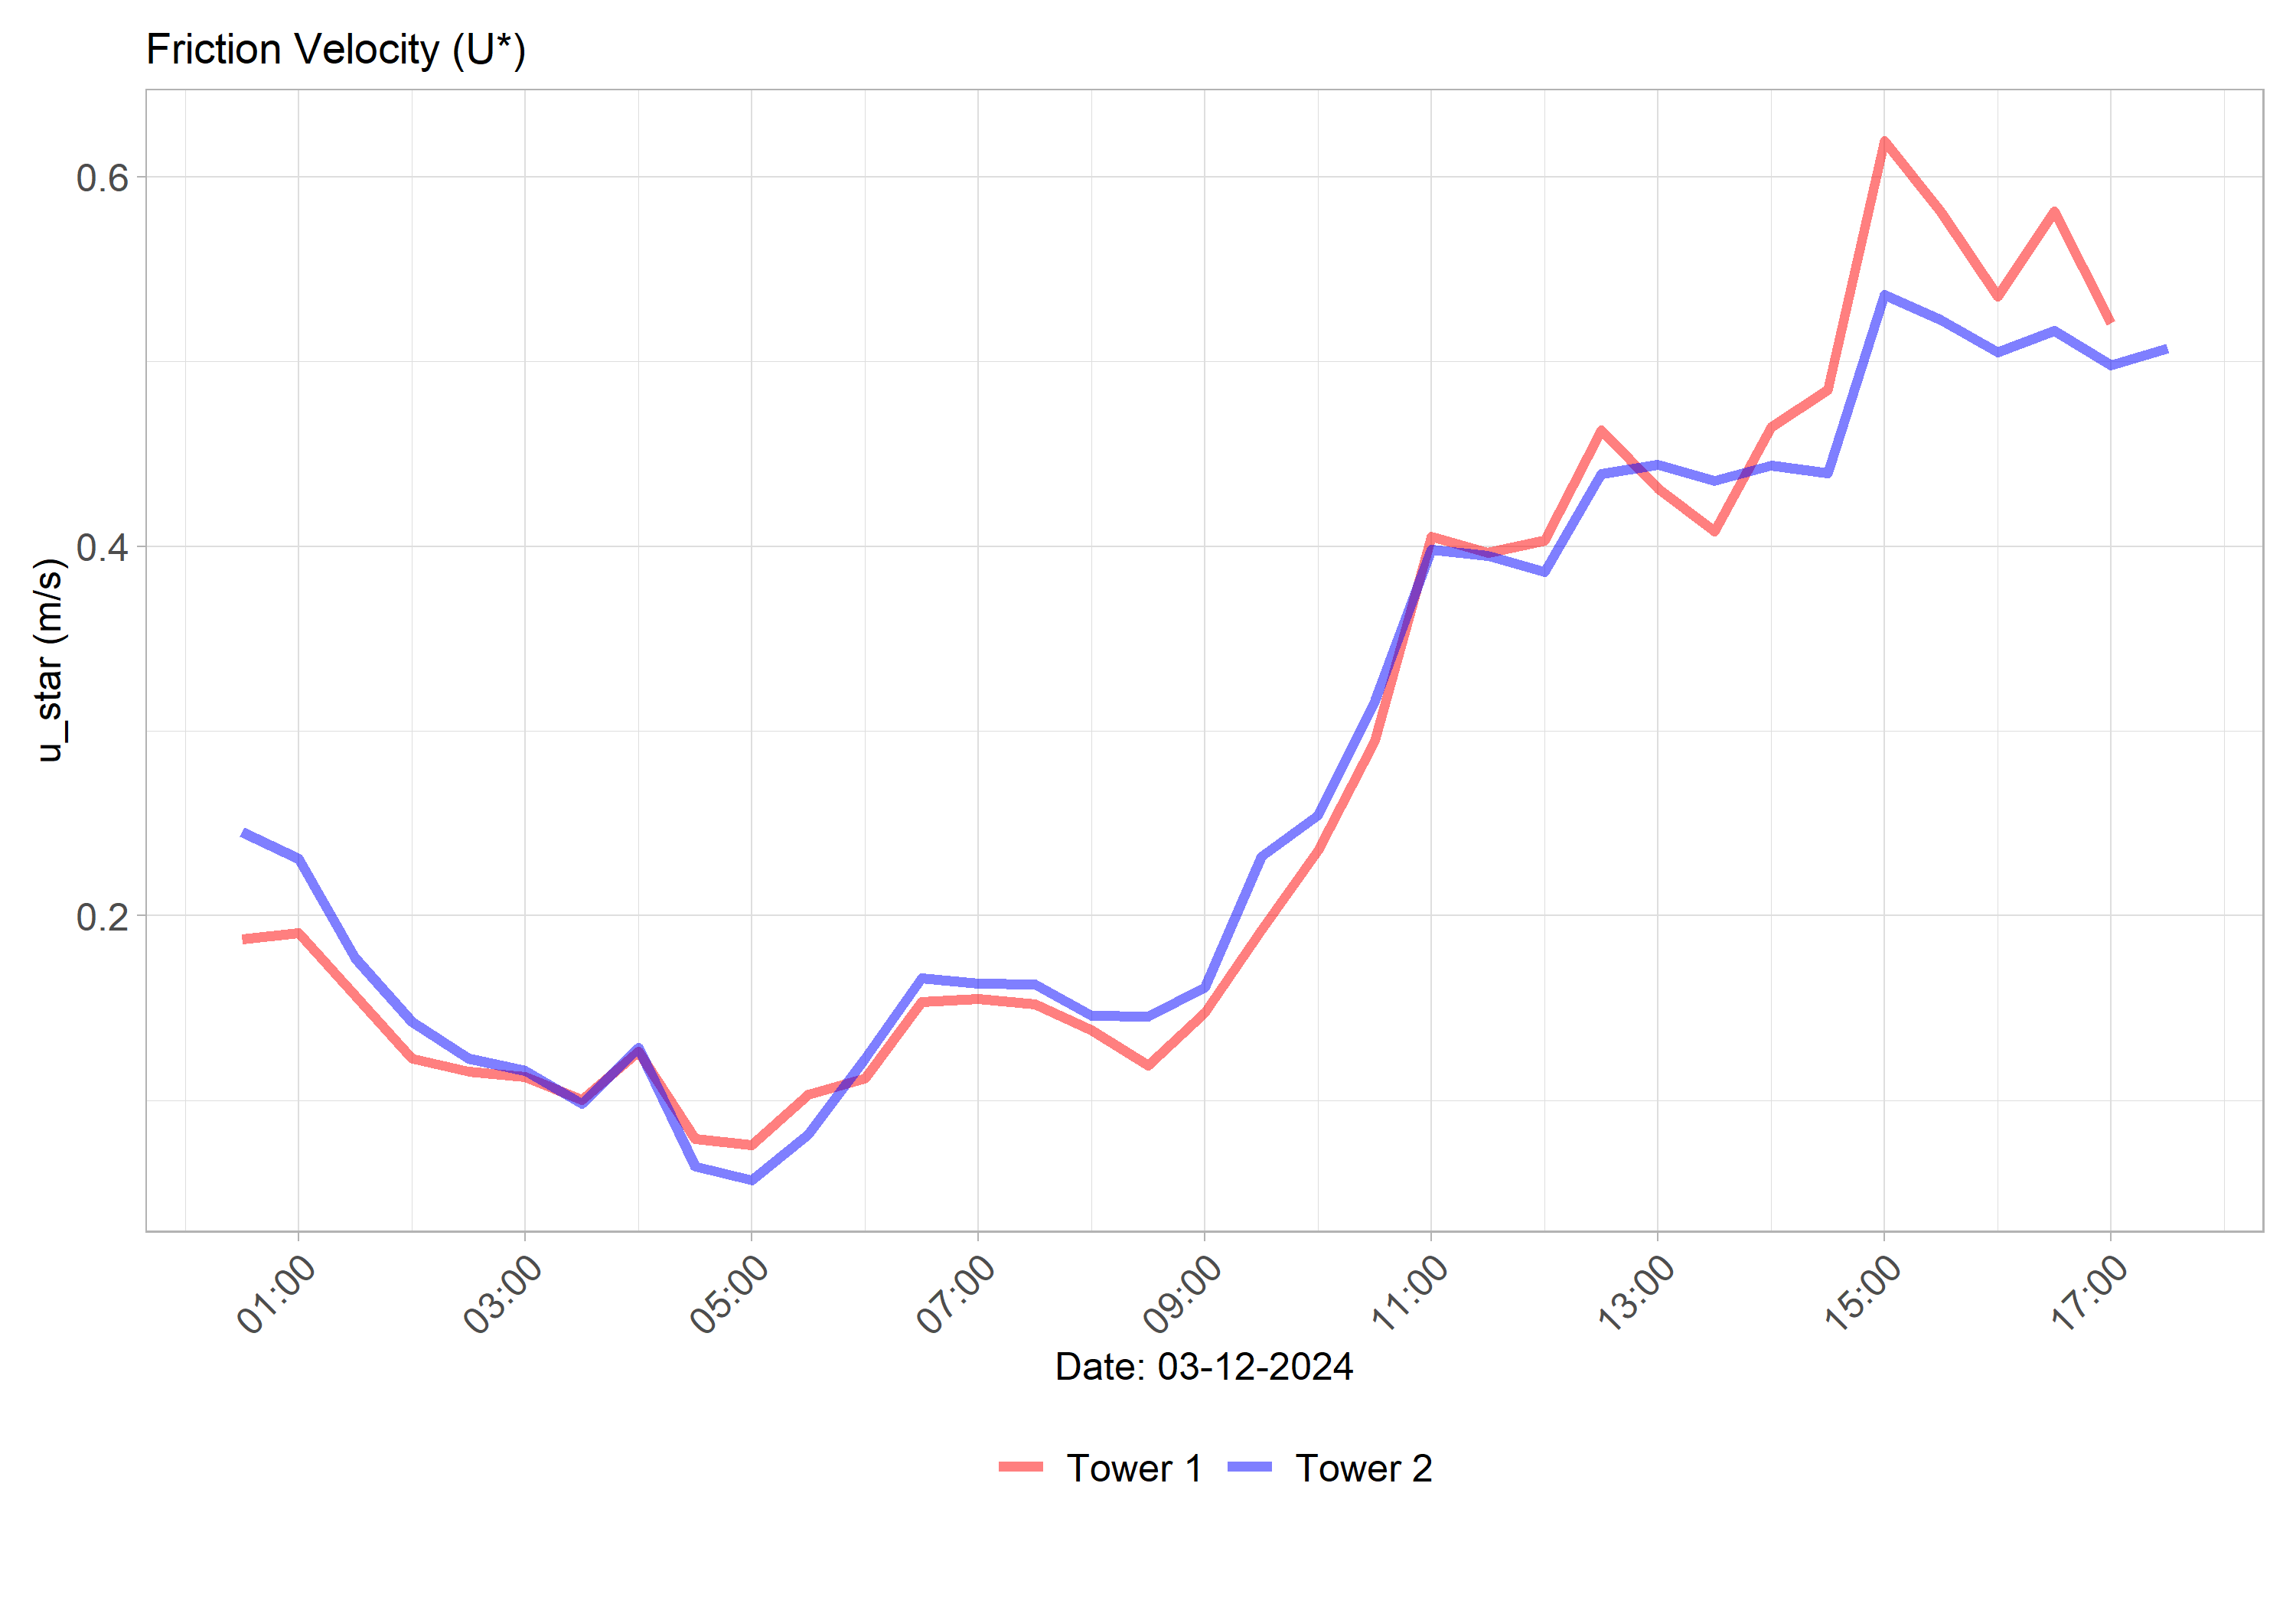 Friction Velocity (U*)
u_star (m/s)
0.6
0.4
0.2
01:00 03:00 05:00 07:00 09:00 11:00 13:00 15:00 17:00
Date: 03-12-2024
Tower 1 Tower 2